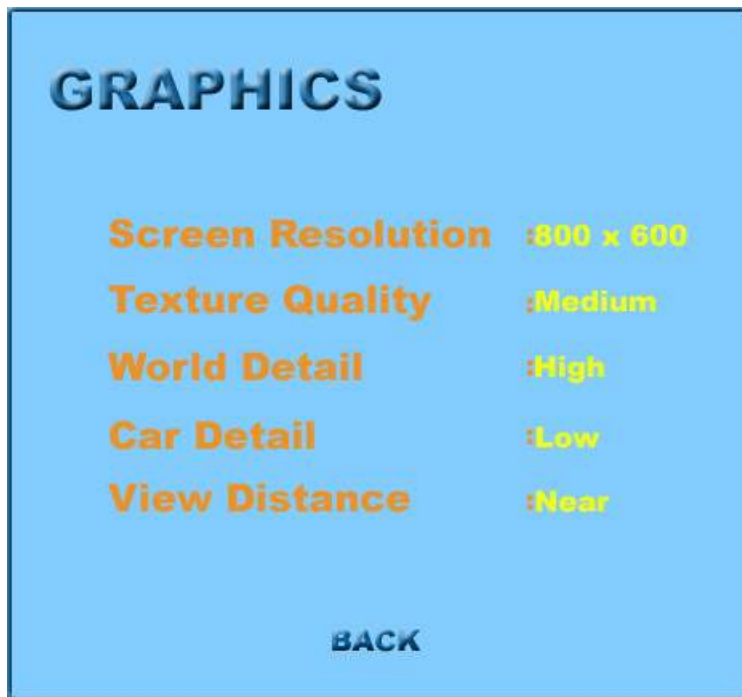 GRAPHICS
Screen Resolution :800 x 600
Texture Quality :Medium
World Detail :High
Car Detail :Low
View Distance :Near
BACK